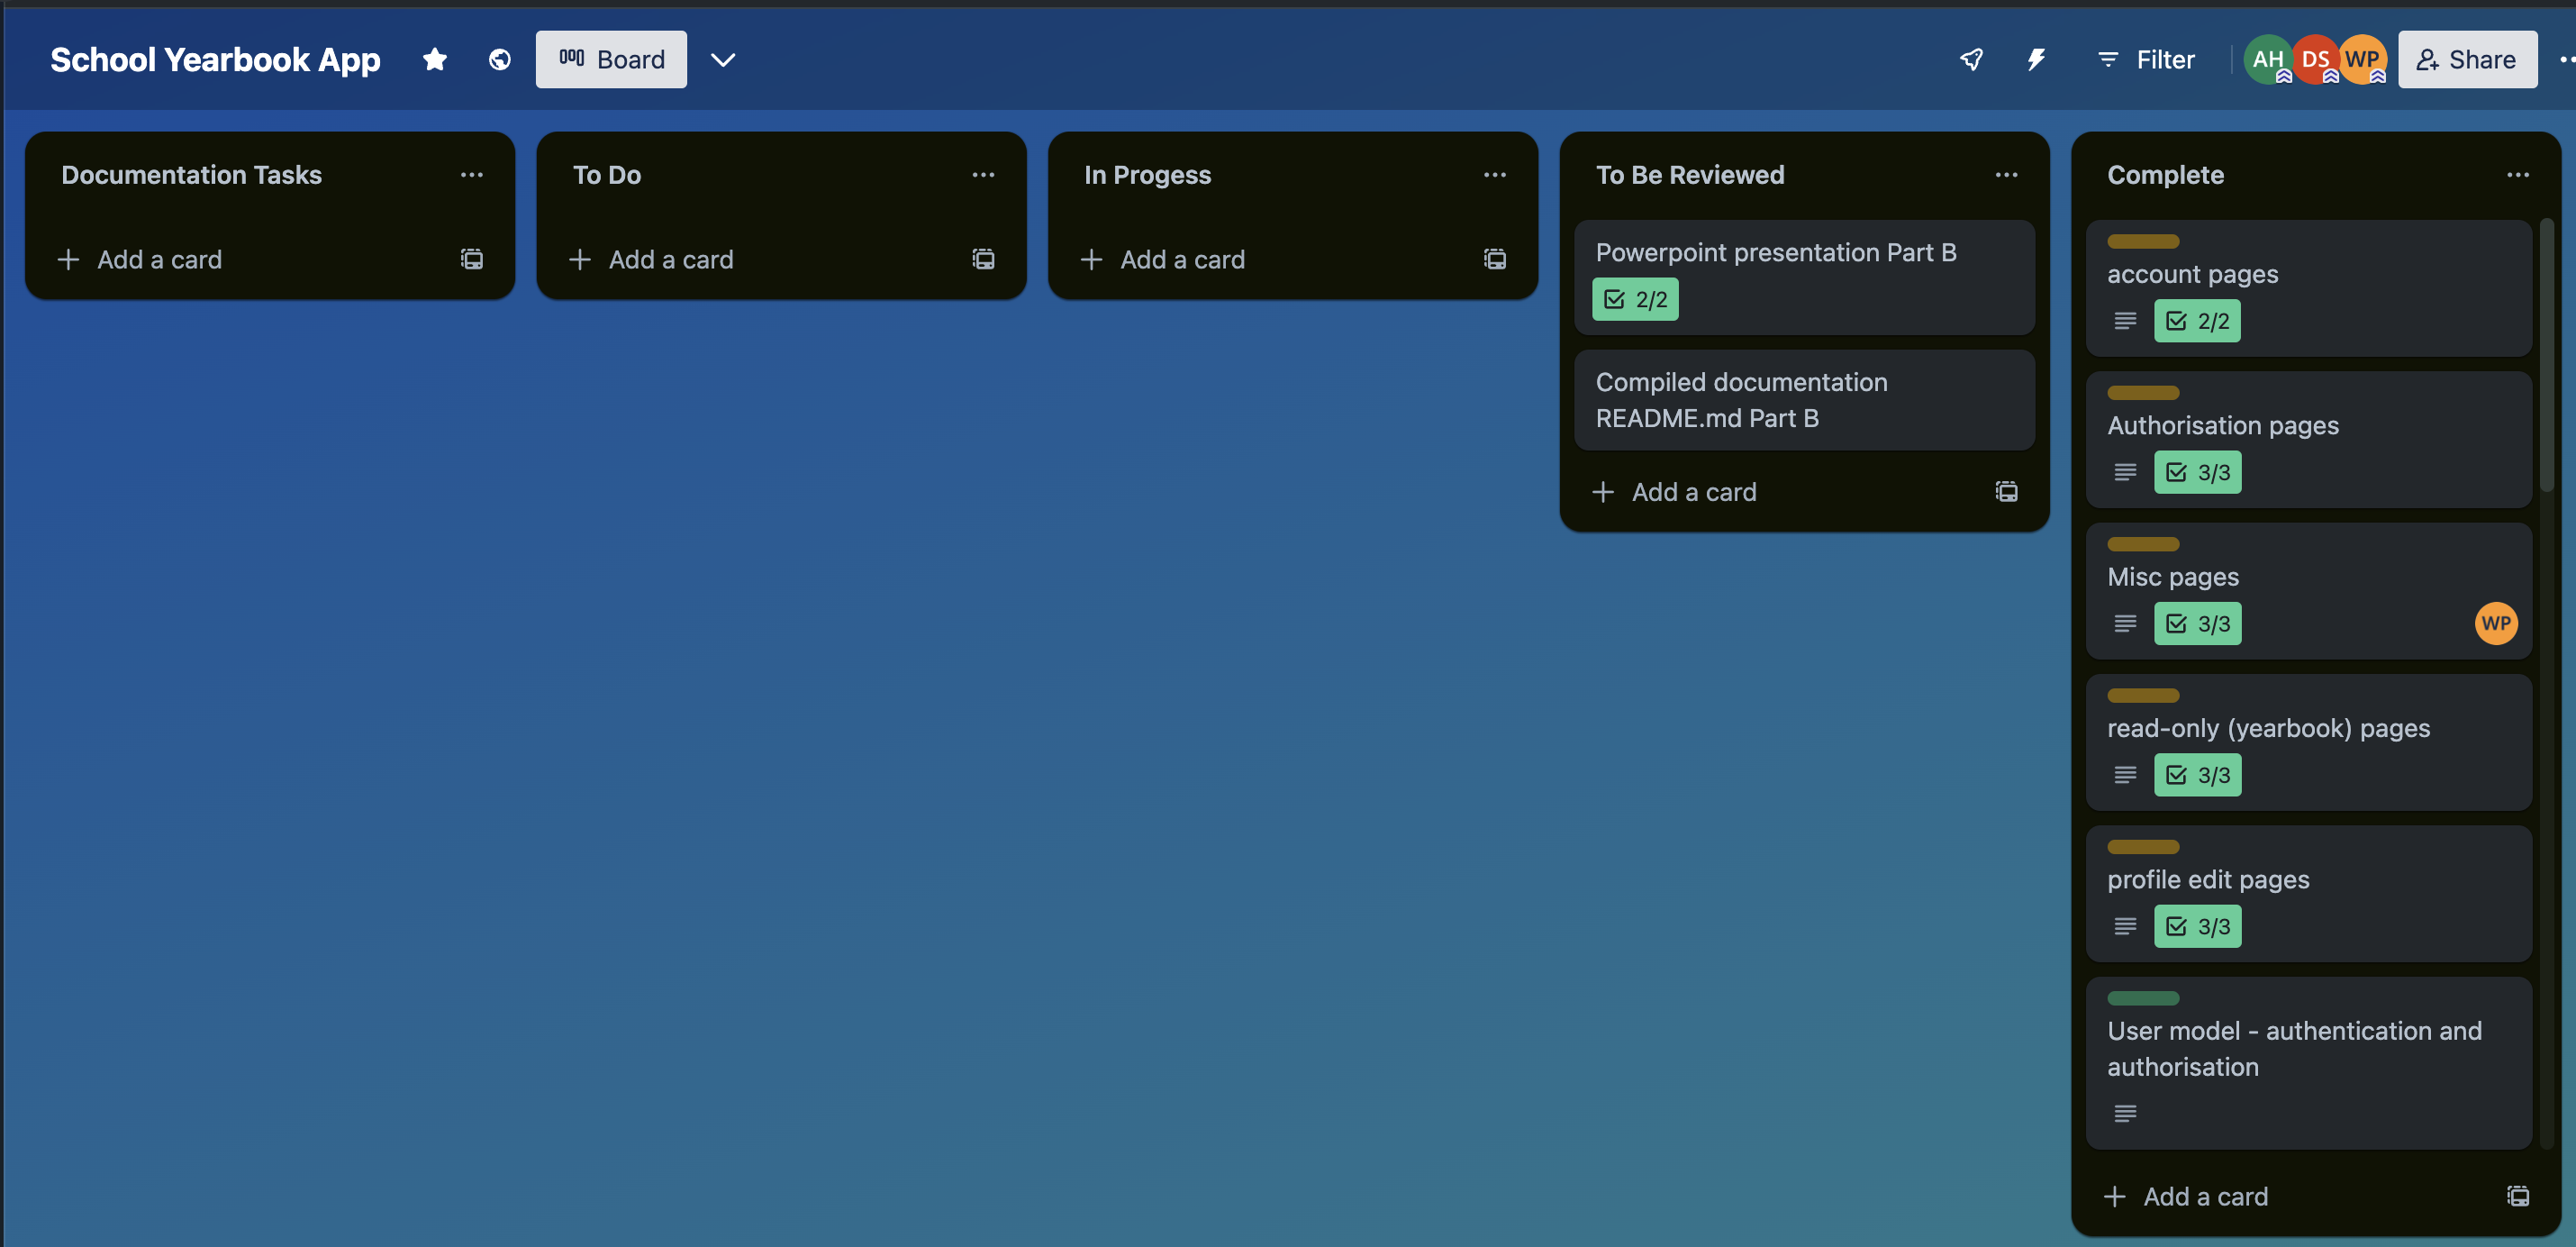 School Yearbook App
Board
Filter
AH
DS
WP
Share
Documentation Tasks
Add a card
To Do
Add a card
In Progess
Add a card
To Be Reviewed
Powerpoint presentation Part B
2/2
Compiled documentation
README.md Part B
Add a card
Complete
account pages
2/2
Authorisation pages
3/3
Misc pages
3/3
WP
read-only (yearbook) pages
3/3
profile edit pages
3/3
User model - authentication and
authorisation
Add a card